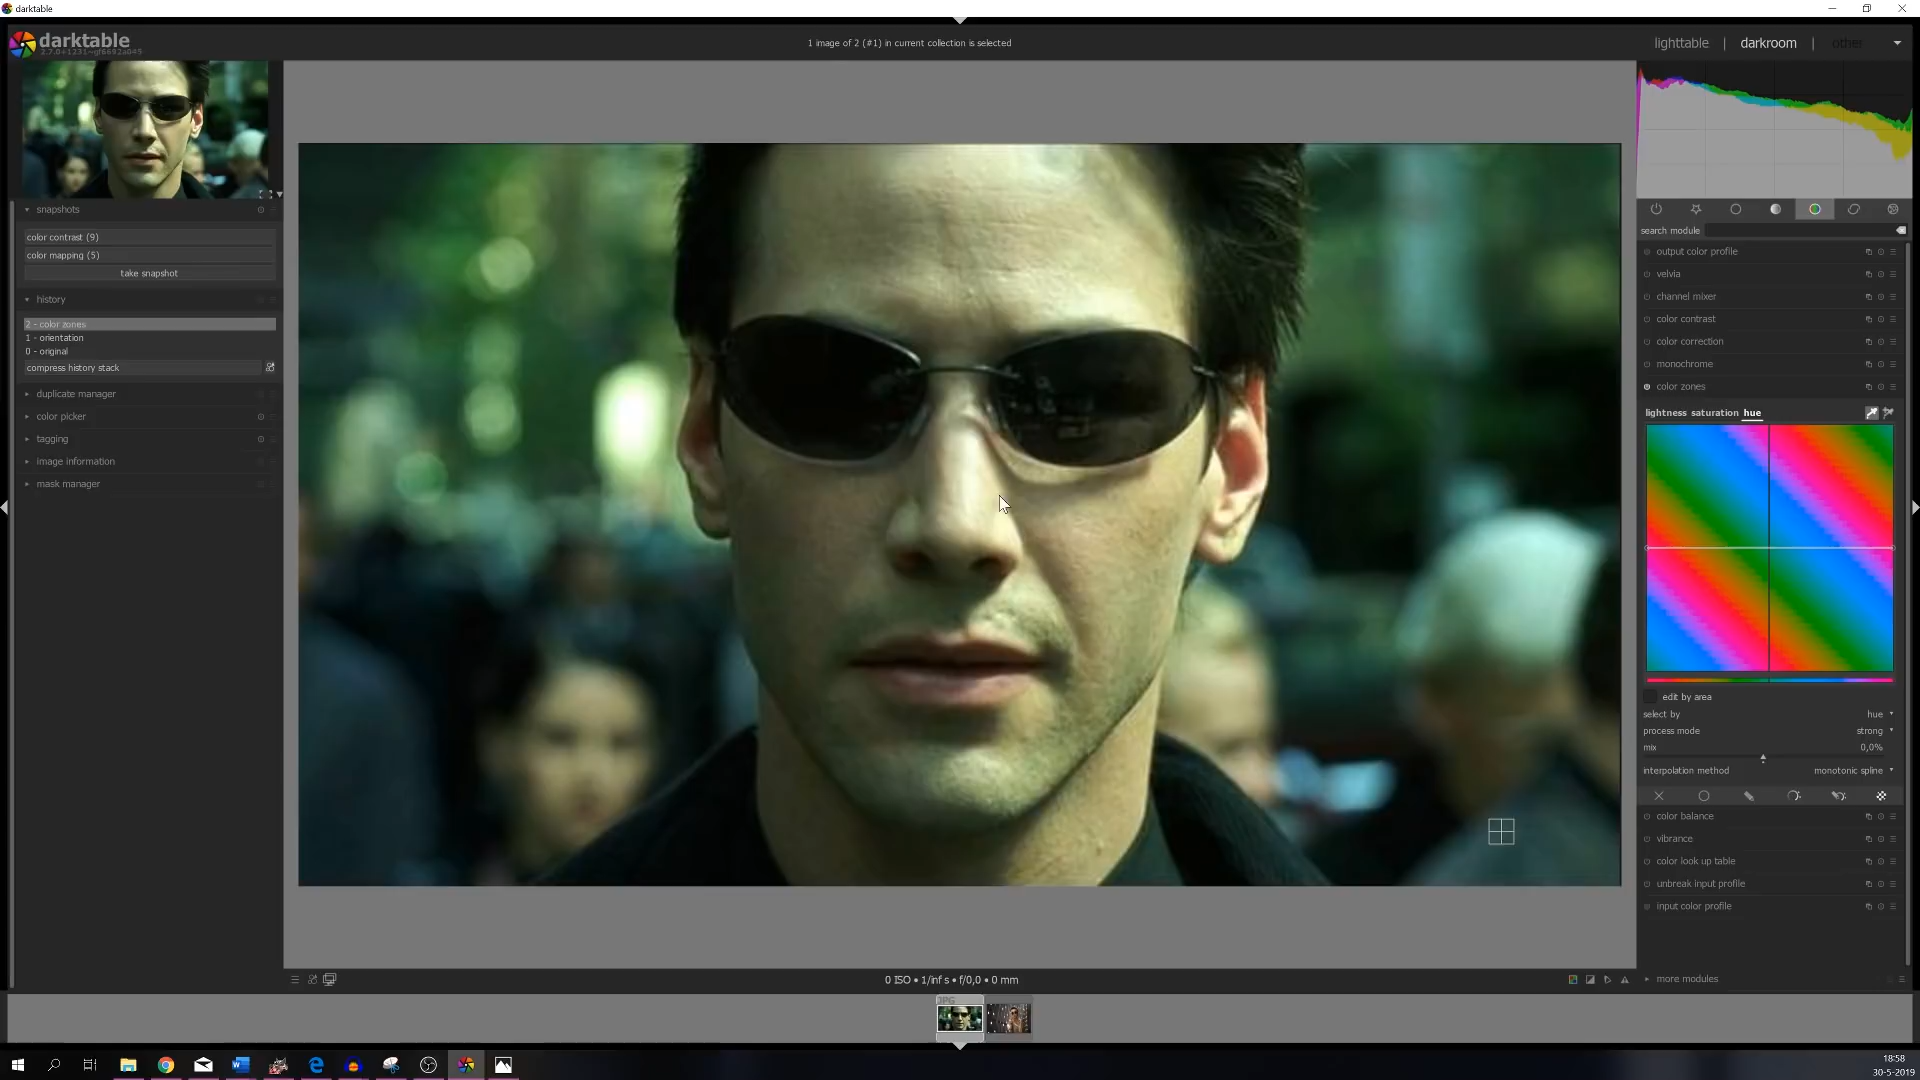 darktable
darktable
1 image of 2 (#1) in current collection is selected
lighttable | darkroom | other
snapshots
color contrast (9)
color mapping (5)
take snapshot
history
2 - color zones
1 - orientation
0 - original
compress history stack
duplicate manager
color picker
tagging
image information
mask manager
search module
output color profile
velvia
channel mixer
color contrast
color correction
monochrome
color zones
lightness saturation hue
edit by area
select by hue
process mode strong
mix 0,0%
interpolation method monotonic spline
color balance
vibrance
color look up table
unbreak input profile
input color profile
more modules
0 ISO • 1/inf s • f/0,0 • 0 mm
JPG
18:58
30-5-2019